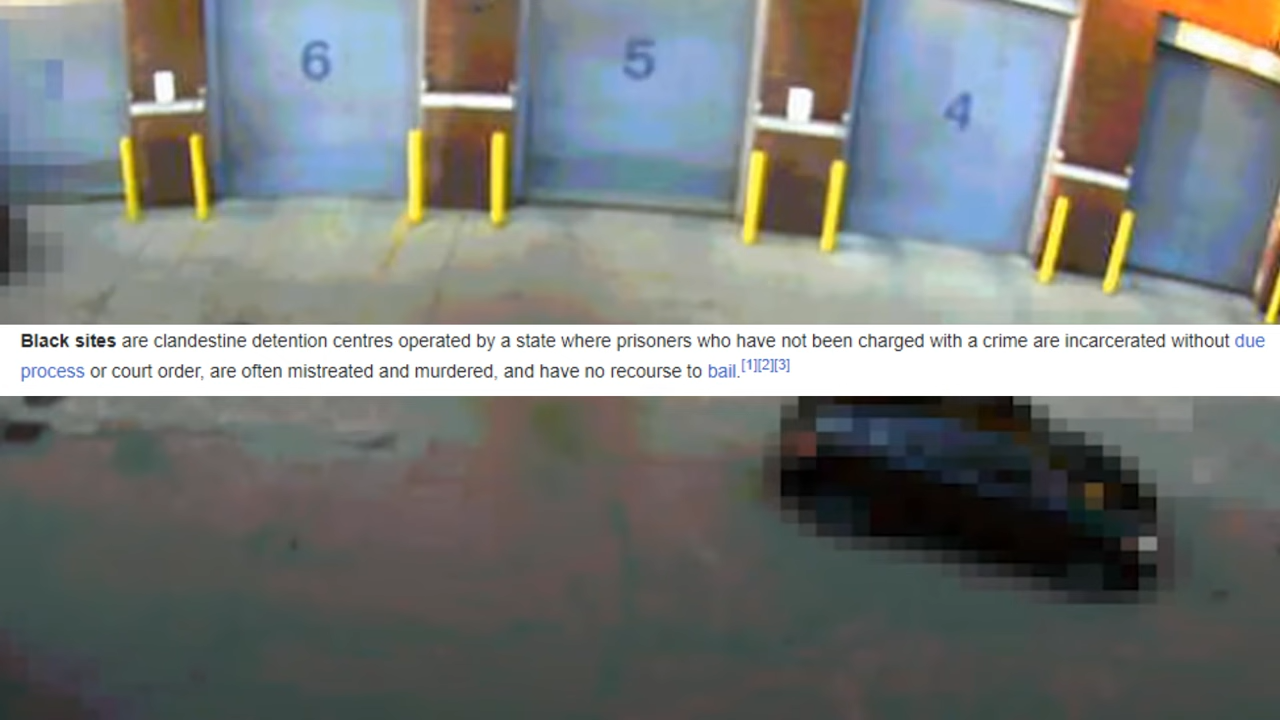 6 5 4
Black sites are clandestine detention centres operated by a state where prisoners who have not been charged with a crime are incarcerated without due
process or court order, are often mistreated and murdered, and have no recourse to bail.[1][2][3]